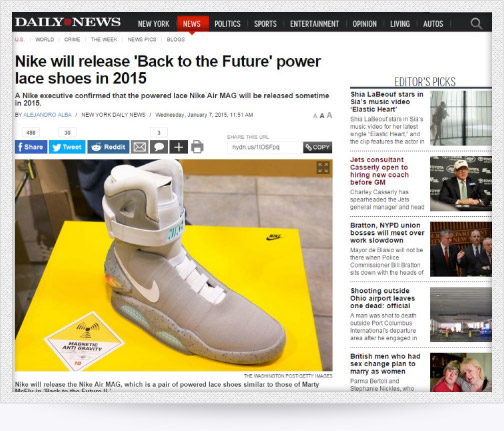 DAILY NEWS
NEW YORK NEWS POLITICS SPORTS ENTERTAINMENT OPINION LIVING AUTOS
U.S. WORLD CRIME THE WEEK NEWS PICS BLOGS
Nike will release 'Back to the Future' power
lace shoes in 2015
A Nike executive confirmed that the powered lace Nike Air MAG will be released sometime
in 2015.
BY ALEJANDRO ALBA / NEW YORK DAILY NEWS / Wednesday, January 7, 2015, 11:51 AM
A A A
3
SHARE THIS URL
Share Tweet Reddit COPY
NIKE
MAGNETIC
ANTI GRAVITY
THE WASHINGTON POST/GETTY IMAGES
Nike will release the Nike Air MAG, which is a pair of powered lace shoes similar to those of Marty
McFly in 'Back to the Future II.'
EDITOR'S PICKS
Shia LaBeouf stars in
Sia's music video
'Elastic Heart'
Shia LaBeouf stars in Sia's
music video for her latest
single "Elastic Heart," and
the clip features the actor in
Jets consultant
Casserly open to
hiring new coach
before GM
Charley Casserly has
spearheaded the Jets
general manager and head
Bratton, NYPD union
bosses will meet over
work slowdown
Mayor de Blasio will not be
there when Police
Commissioner Bill Bratton
sits down with the heads of
Shooting outside
Ohio airport leaves
one dead: official
A man was shot to death
outside Port Columbus
International's departure
area after he engaged in
British men who had
sex change plan to
marry as women
Parma Bertoli and
Stephanie Nickles, who